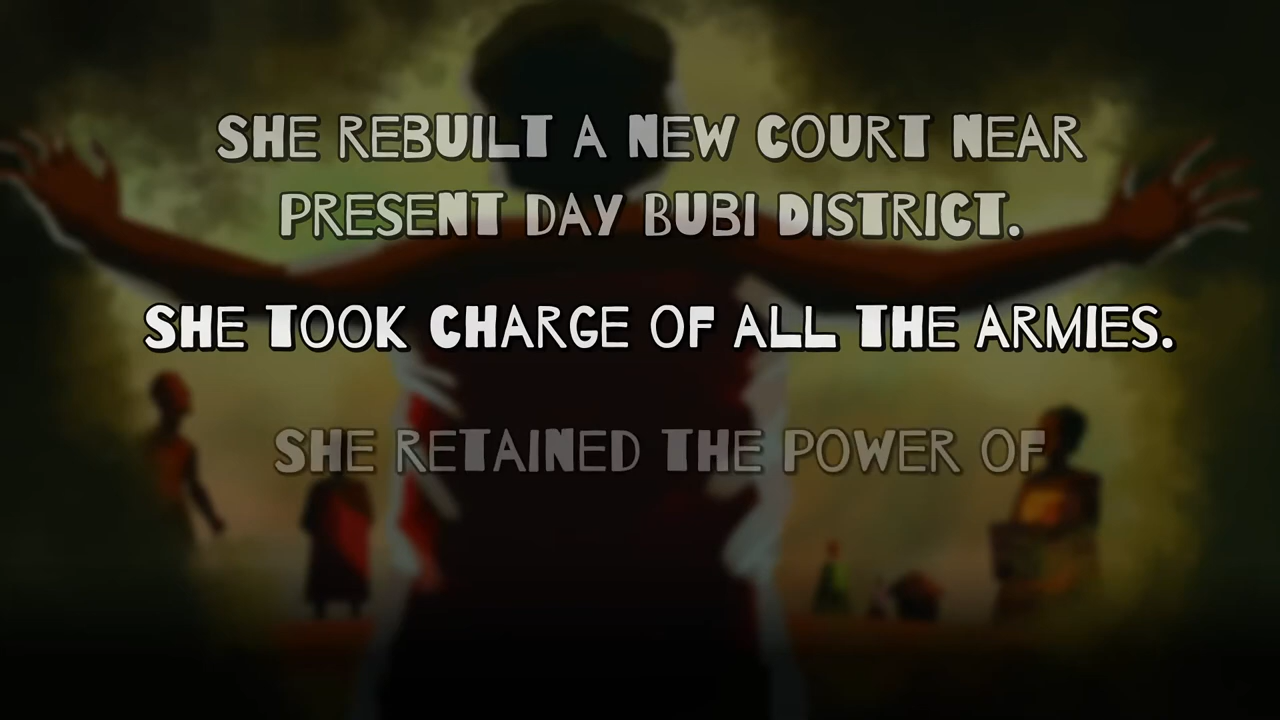 SHE REBUILT A NEW COURT NEAR
PRESENT DAY BUBI DISTRICT.
SHE TOOK CHARGE OF ALL THE ARMIES.
SHE RETAINED THE POWER OF